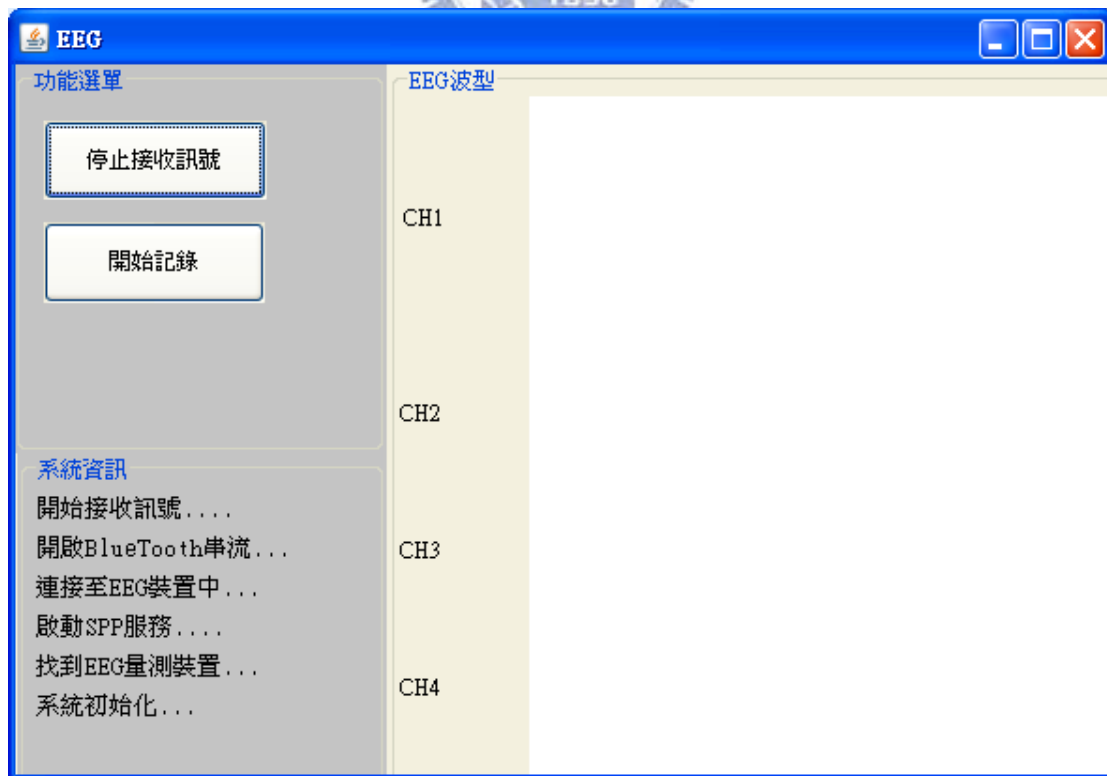 1896
EEG
功能選單
停止接收訊號
開始記錄
系統資訊
開始接收訊號....
開啟BlueTooth串流...
連接至EEG裝置中...
啟動SPP服務....
找到EEG量測裝置...
系統初始化...
EEG波型
CH1
CH2
CH3
CH4